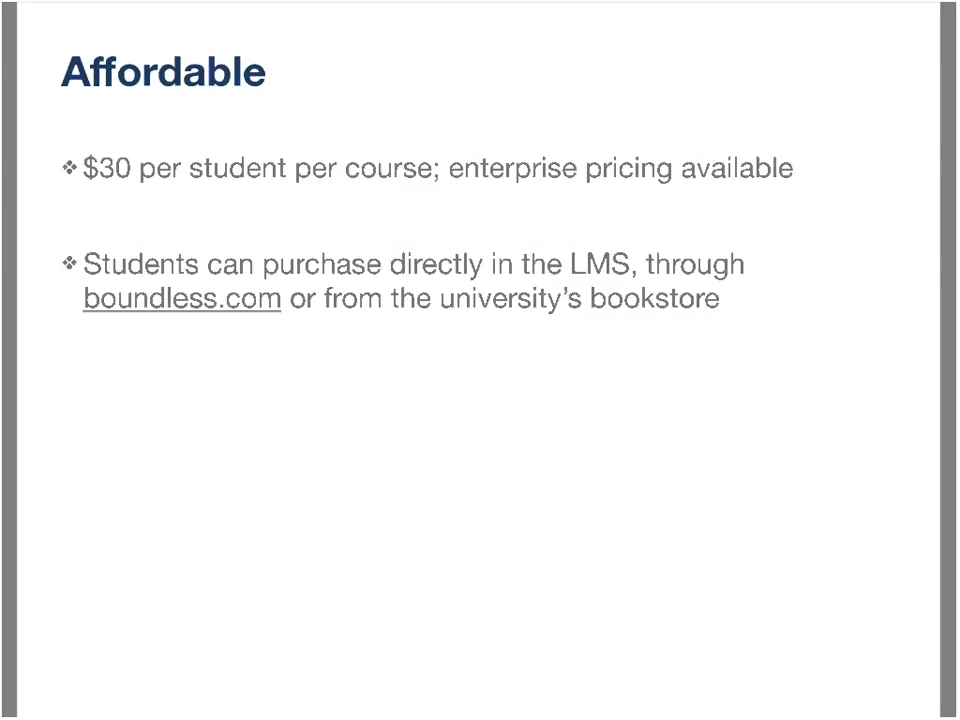 Affordable
❖ $30 per student per course; enterprise pricing available
❖ Students can purchase directly in the LMS, through
boundless.com or from the university’s bookstore